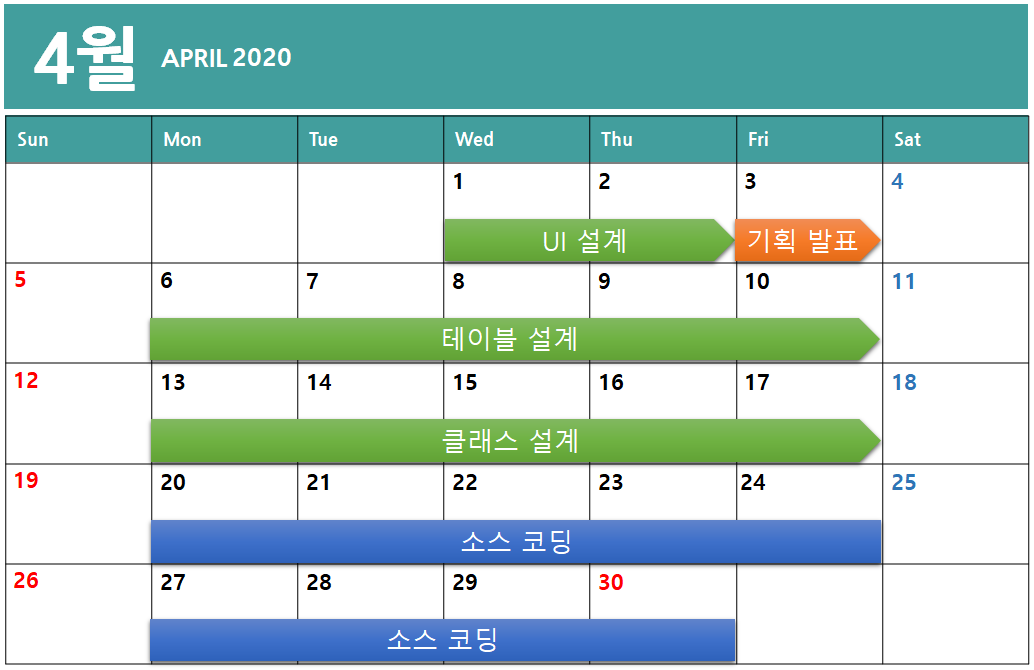 4월 APRIL 2020
Sun Mon Tue Wed Thu Fri Sat
1 2 3 4
UI 설계 기획 발표
5 6 7 8 9 10 11
테이블 설계
12 13 14 15 16 17 18
클래스 설계
19 20 21 22 23 24 25
소스 코딩
26 27 28 29 30
소스 코딩